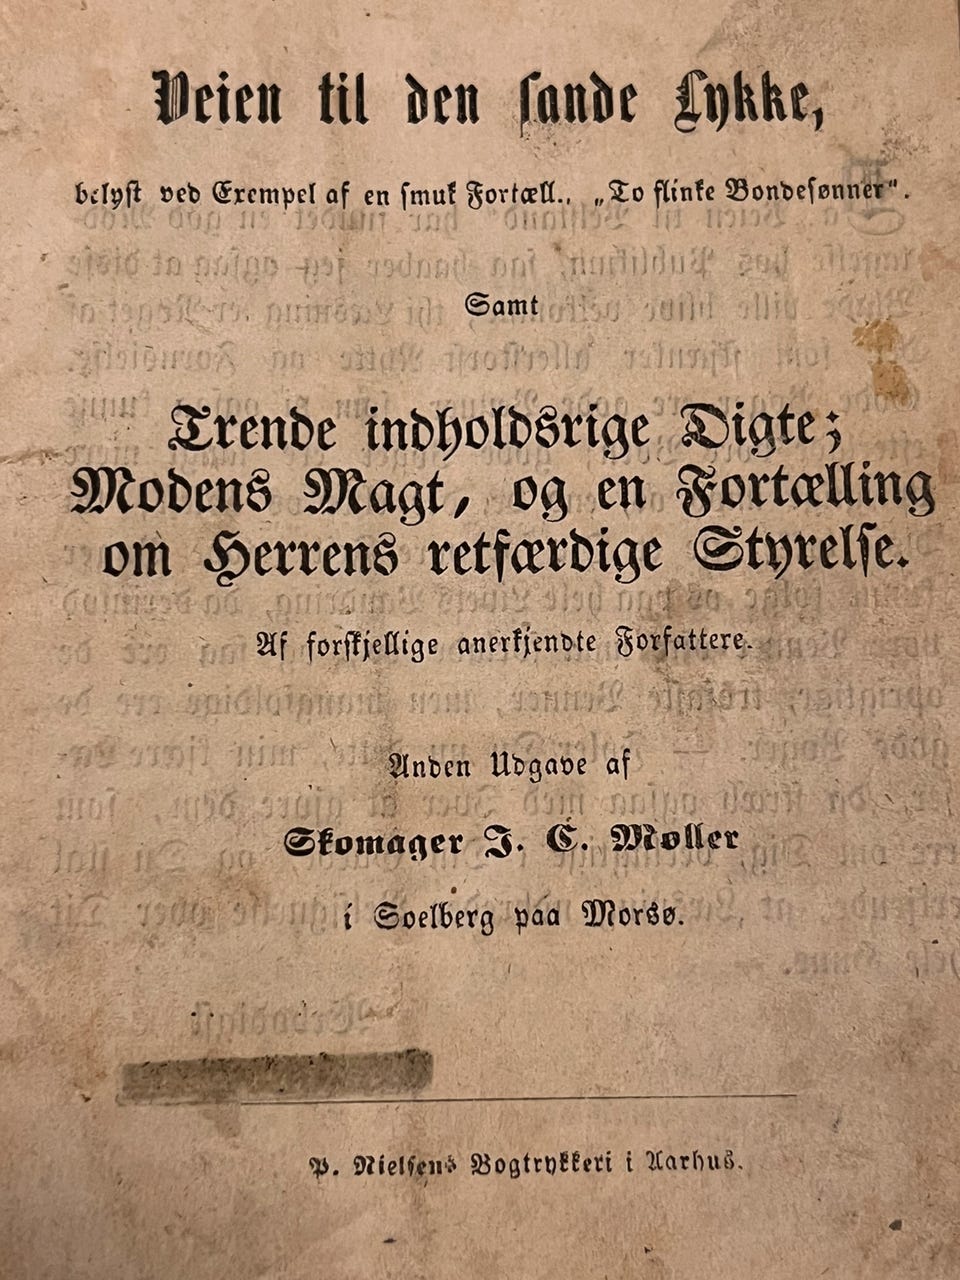 Veien til den sande Lykke,
belyst ved Exempel af en smuk Fortæll., „To flinke Bondesønner".
Samt
Trende indholdsrige Digte;
Modens Magt, og en Fortælling
om Herrens retfærdige Styrelse.
Af forskjellige anerkjendte Forfattere.
Anden Udgave af
Skomager J. C. Møller
i Soelberg paa Morsø.
P. Nielsens Bogtrykkeri i Aarhus.